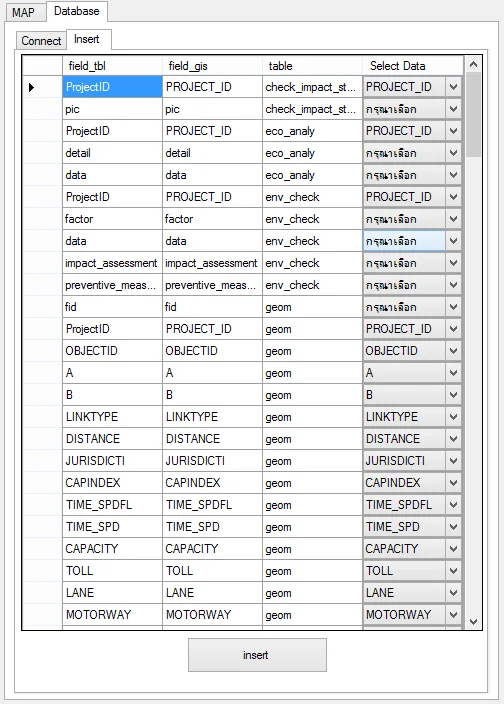 MAP Database
Connect Insert
field_tbl field_gis table Select Data
ProjectID PROJECT_ID check_impact_st... PROJECT_ID
pic pic check_impact_st... กรุณาเลือก
ProjectID PROJECT_ID eco_analy PROJECT_ID
detail detail eco_analy กรุณาเลือก
data data eco_analy กรุณาเลือก
ProjectID PROJECT_ID env_check PROJECT_ID
factor factor env_check กรุณาเลือก
data data env_check กรุณาเลือก
impact_assessment impact_assessment env_check กรุณาเลือก
preventive_meas... preventive_meas... env_check กรุณาเลือก
fid fid geom กรุณาเลือก
ProjectID PROJECT_ID geom PROJECT_ID
OBJECTID OBJECTID geom OBJECTID
A A geom A
B B geom B
LINKTYPE LINKTYPE geom LINKTYPE
DISTANCE DISTANCE geom DISTANCE
JURISDICTI JURISDICTI geom JURISDICTI
CAPINDEX CAPINDEX geom CAPINDEX
TIME_SPDFL TIME_SPDFL geom TIME_SPDFL
TIME_SPD TIME_SPD geom TIME_SPD
CAPACITY CAPACITY geom CAPACITY
TOLL TOLL geom TOLL
LANE LANE geom LANE
MOTORWAY MOTORWAY geom MOTORWAY
insert